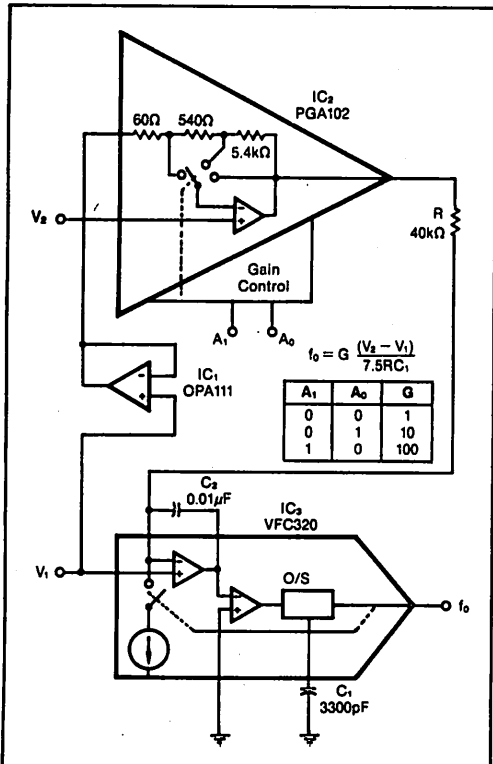 IC₂
PGA102
60Ω 540Ω
5.4kΩ
−
+
V₂
R
40kΩ
Gain
Control
A₁ A₀
IC₁
OPA111
−
+
f₀ = G (V₂ − V₁)
7.5RC₁
A₁ A₀ G
0 0 1
0 1 10
1 0 100
C₂
0.01µF
IC₃
VFC320
V₁
−
+
−
+
O/S
f₀
C₁
3300pF